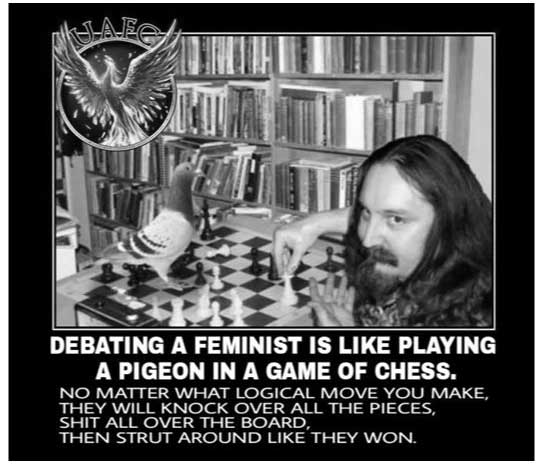 UAFC
DEBATING A FEMINIST IS LIKE PLAYING
A PIGEON IN A GAME OF CHESS.
NO MATTER WHAT LOGICAL MOVE YOU MAKE,
THEY WILL KNOCK OVER ALL THE PIECES,
SHIT ALL OVER THE BOARD,
THEN STRUT AROUND LIKE THEY WON.